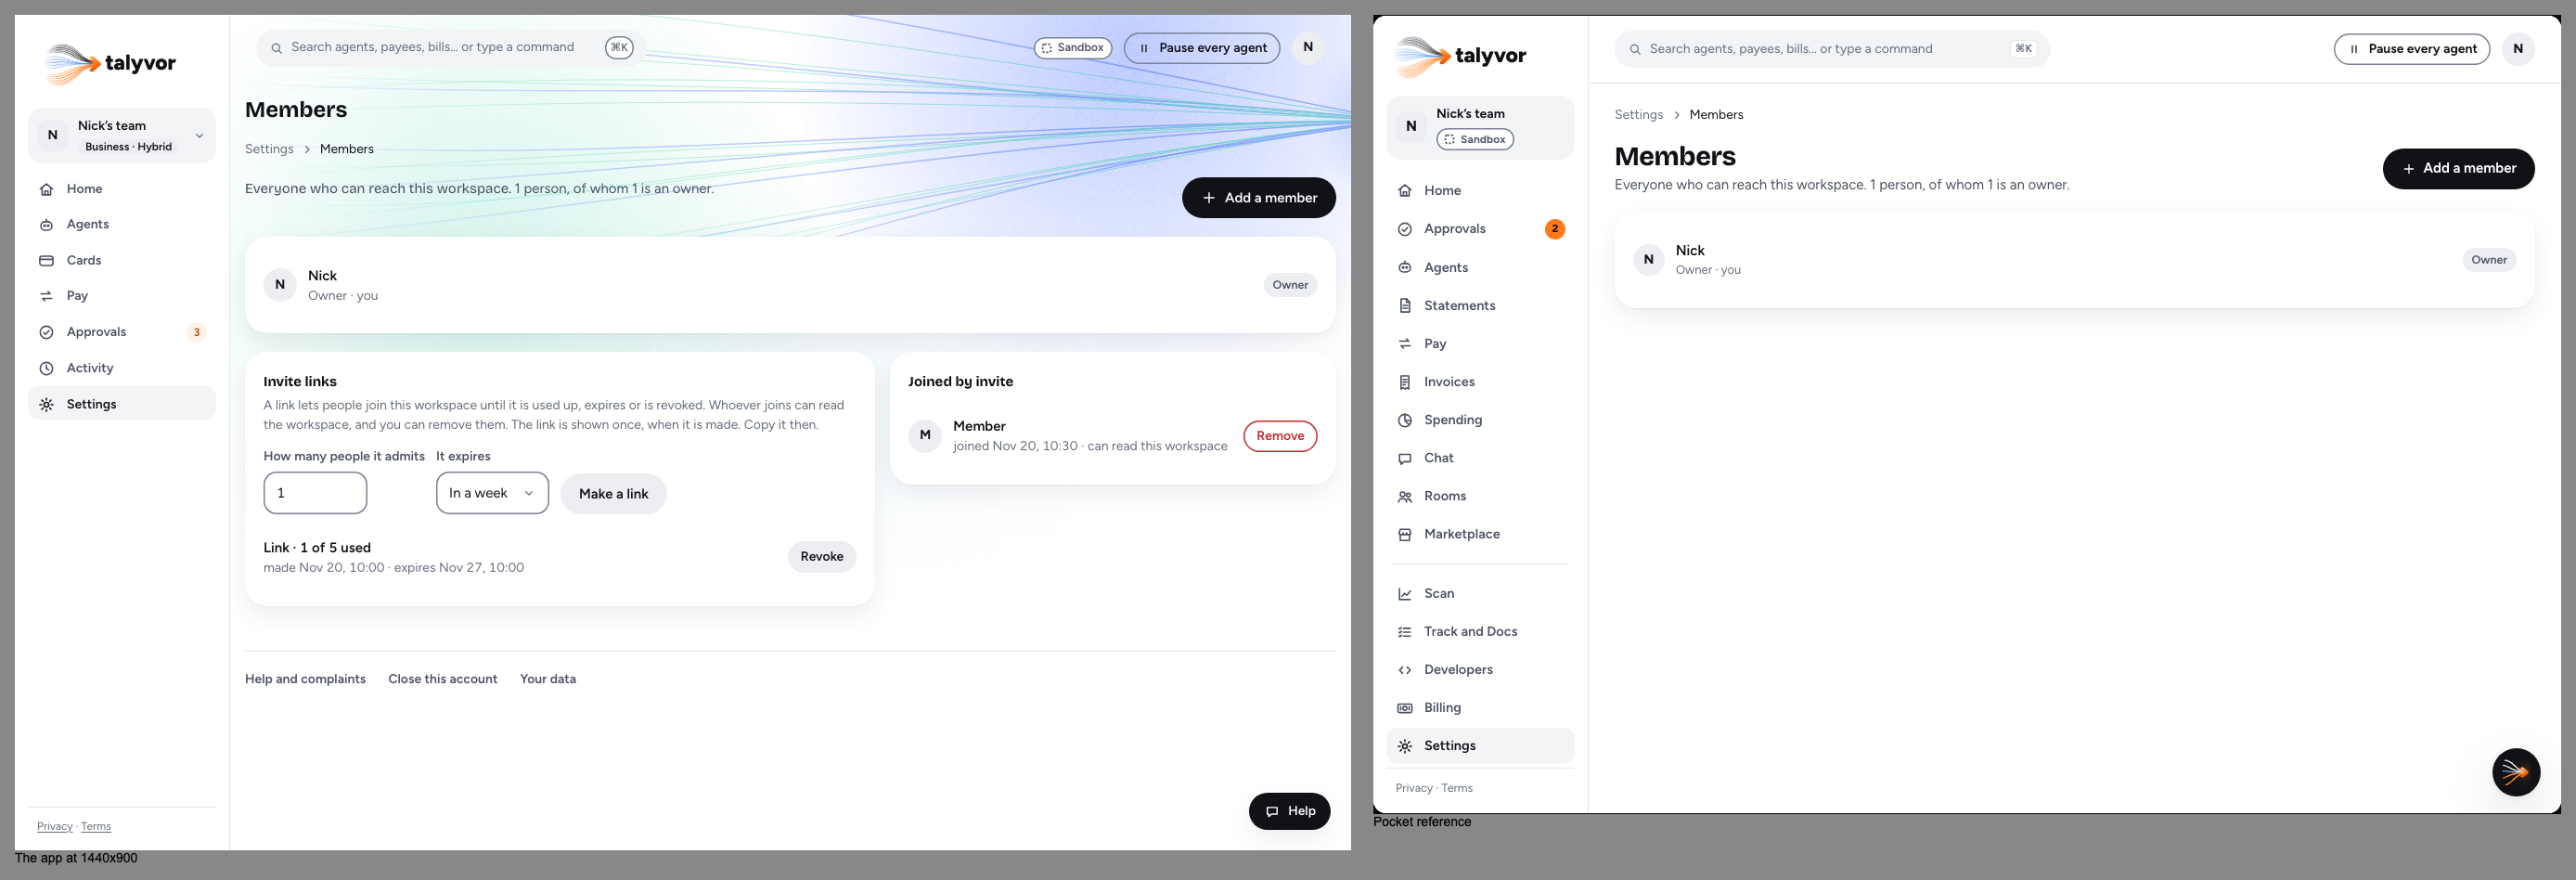 talyvor
N
Nick's team
Business · Hybrid
Home
Agents
Cards
Pay
Approvals
3
Activity
Settings
Privacy · Terms
Search agents, payees, bills... or type a command
⌘K
Sandbox
Pause every agent
N
Members
Settings > Members
Everyone who can reach this workspace. 1 person, of whom 1 is an owner.
+ Add a member
N
Nick
Owner · you
Owner
Invite links
A link lets people join this workspace until it is used up, expires or is revoked. Whoever joins can read
the workspace, and you can remove them. The link is shown once, when it is made. Copy it then.
How many people it admits
It expires
1
In a week
Make a link
Link · 1 of 5 used
made Nov 20, 10:00 · expires Nov 27, 10:00
Revoke
Joined by invite
M
Member
joined Nov 20, 10:30 · can read this workspace
Remove
Help and complaints
Close this account
Your data
Help
The app at 1440x900
talyvor
N
Nick's team
Sandbox
Home
Approvals
2
Agents
Statements
Pay
Invoices
Spending
Chat
Rooms
Marketplace
Scan
Track and Docs
Developers
Billing
Settings
Privacy · Terms
Search agents, payees, bills... or type a command
⌘K
Pause every agent
N
Settings > Members
Members
Everyone who can reach this workspace. 1 person, of whom 1 is an owner.
+ Add a member
N
Nick
Owner · you
Owner
Pocket reference